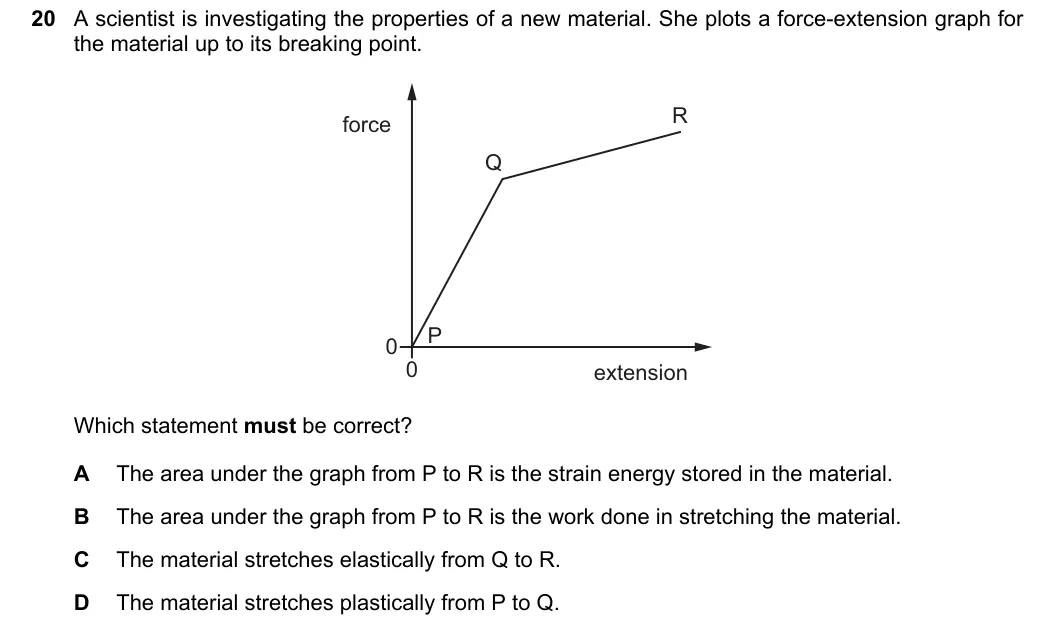 20 A scientist is investigating the properties of a new material. She plots a force-extension graph for
the material up to its breaking point.
R
force
Q
P
0
0
extension
Which statement must be correct?
A The area under the graph from P to R is the strain energy stored in the material.
B The area under the graph from P to R is the work done in stretching the material.
C The material stretches elastically from Q to R.
D The material stretches plastically from P to Q.